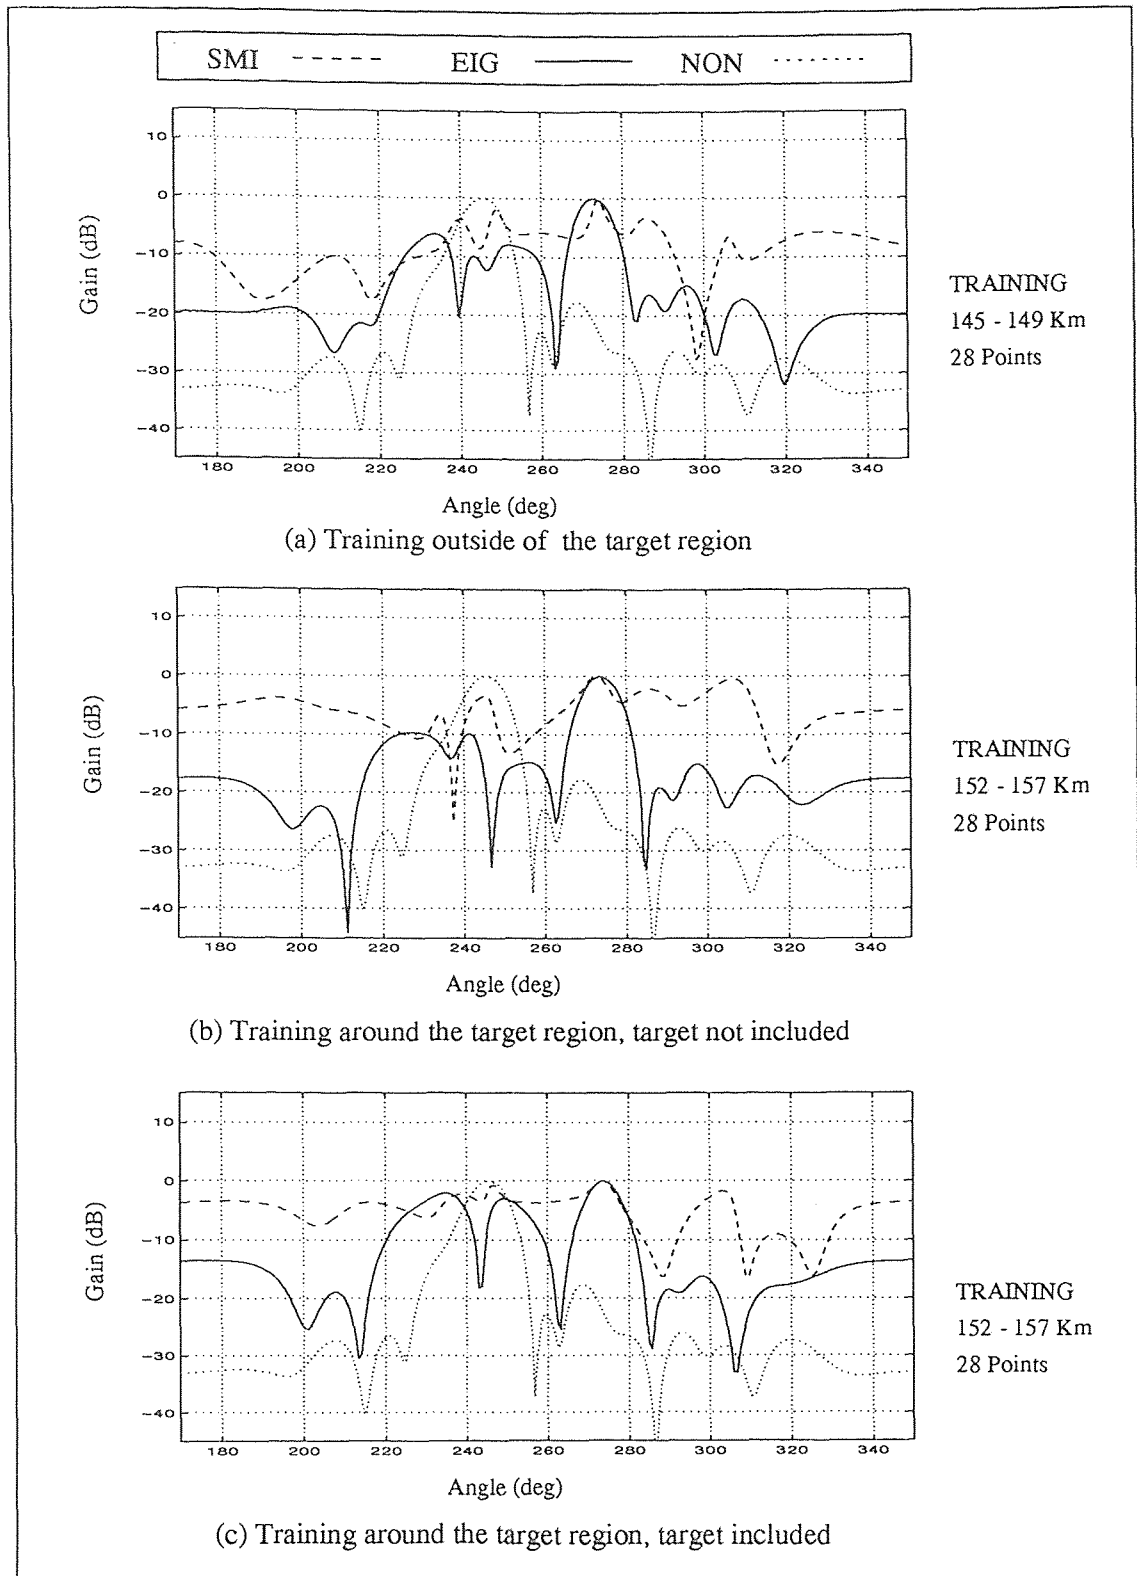 SMI EIG NON
10
0
-10
-20
-30
-40
Gain (dB)
180 200 220 240 260 280 300 320 340
Angle (deg)
TRAINING
145 - 149 Km
28 Points
(a) Training outside of the target region
10
0
-10
-20
-30
-40
Gain (dB)
180 200 220 240 260 280 300 320 340
Angle (deg)
TRAINING
152 - 157 Km
28 Points
(b) Training around the target region, target not included
10
0
-10
-20
-30
-40
Gain (dB)
180 200 220 240 260 280 300 320 340
Angle (deg)
TRAINING
152 - 157 Km
28 Points
(c) Training around the target region, target included